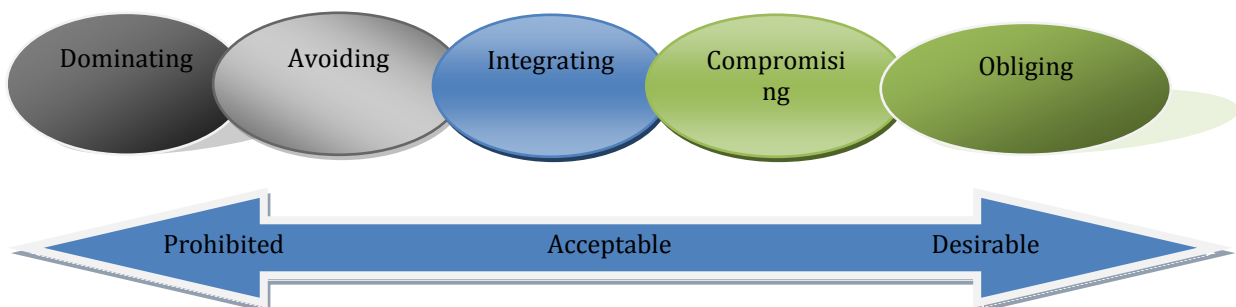 Dominating
Avoiding
Integrating
Compromisi
ng
Obliging
Prohibited
Acceptable
Desirable